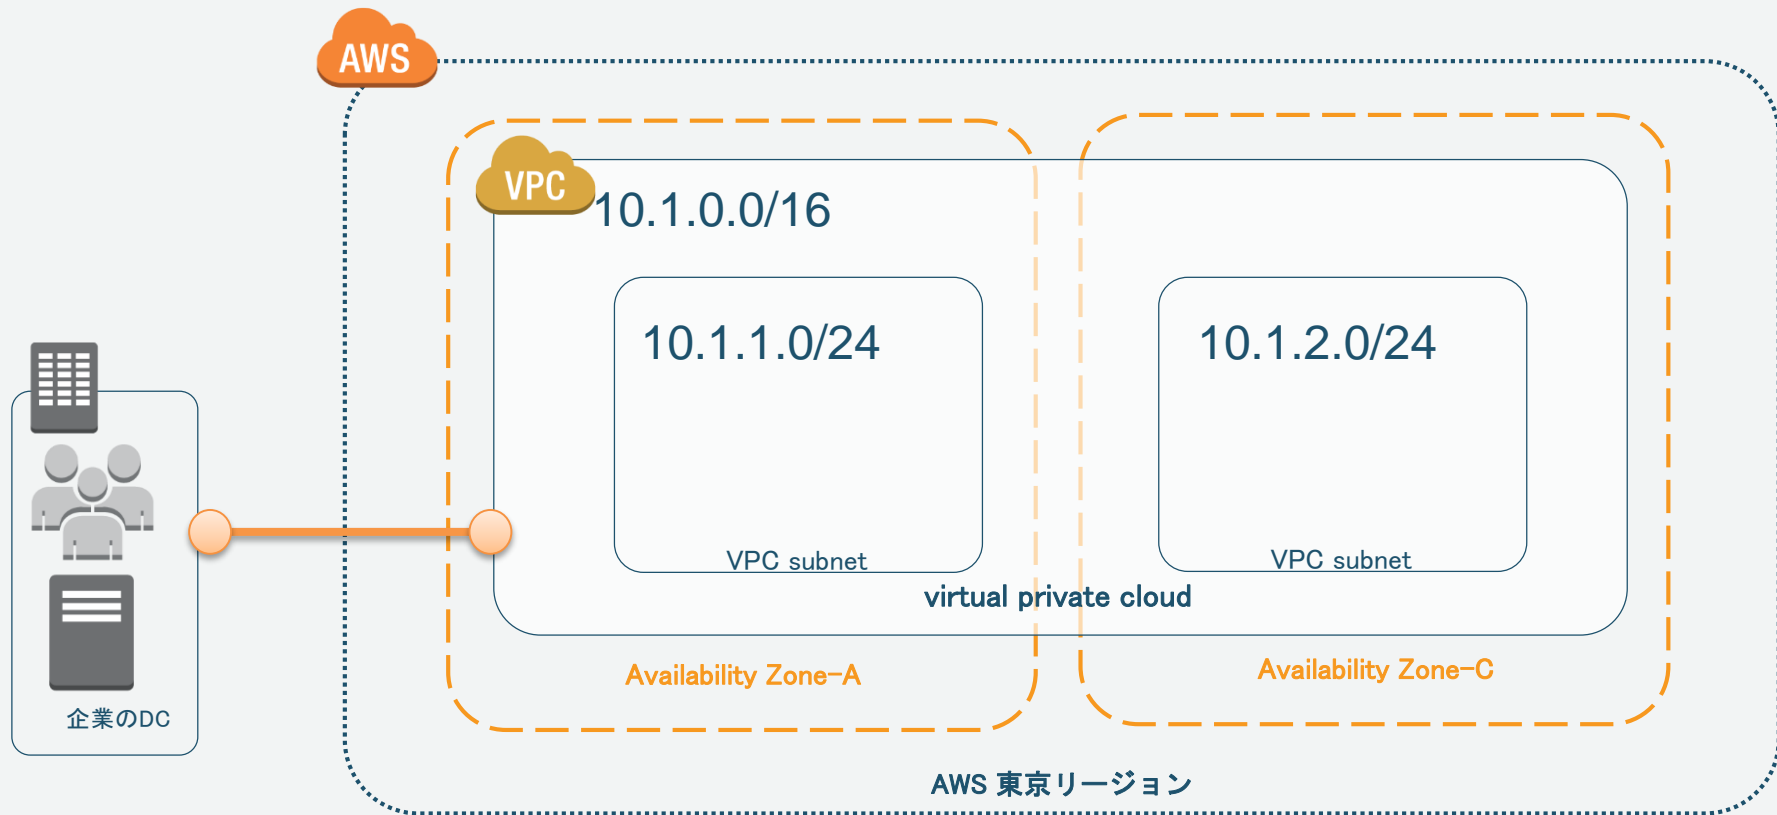 AWS
VPC
10.1.0.0/16
10.1.1.0/24
10.1.2.0/24
VPC subnet
VPC subnet
virtual private cloud
Availability Zone-A
Availability Zone-C
企業のDC
AWS 東京リージョン